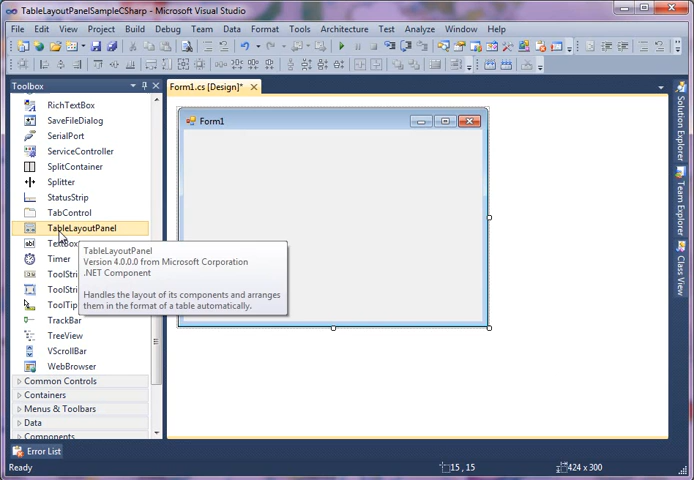 TableLayoutPanelSampleCSharp - Microsoft Visual Studio
File Edit View Project Build Debug Team Data Format Tools Architecture Test Analyze Window Help
Toolbox
Form1.cs [Design]*
RichTextBox
SaveFileDialog
SerialPort
ServiceController
SplitContainer
Splitter
StatusStrip
TabControl
TableLayoutPanel
TextBox
Timer
ToolStri
ToolStri
ToolTip
TrackBar
TreeView
VScrollBar
WebBrowser
Common Controls
Containers
Menus & Toolbars
Data
Components
Form1
TableLayoutPanel
Version 4.0.0.0 from Microsoft Corporation
.NET Component
Handles the layout of its components and arranges
them in the format of a table automatically.
Solution Explorer
Team Explorer
Class View
Error List
Ready
15 , 15
424 x 300